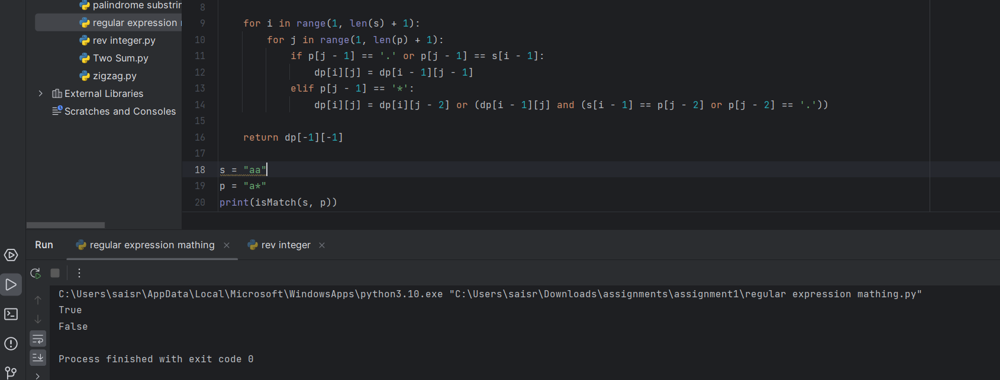 palindrome substrin
regular expression
rev integer.py
Two Sum.py
zigzag.py
External Libraries
Scratches and Consoles
8
9 for i in range(1, len(s) + 1):
10 for j in range(1, len(p) + 1):
11 if p[j - 1] == '.' or p[j - 1] == s[i - 1]:
12 dp[i][j] = dp[i - 1][j - 1]
13 elif p[j - 1] == '*':
14 dp[i][j] = dp[i][j - 2] or (dp[i - 1][j] and (s[i - 1] == p[j - 2] or p[j - 2] == '.'))
15
16 return dp[-1][-1]
17
18 s = "aa"
19 p = "a*"
20 print(isMatch(s, p))
Run regular expression mathing rev integer
C:\Users\saisr\AppData\Local\Microsoft\WindowsApps\python3.10.exe "C:\Users\saisr\Downloads\assignments\assignment1\regular expression mathing.py"
True
False
Process finished with exit code 0